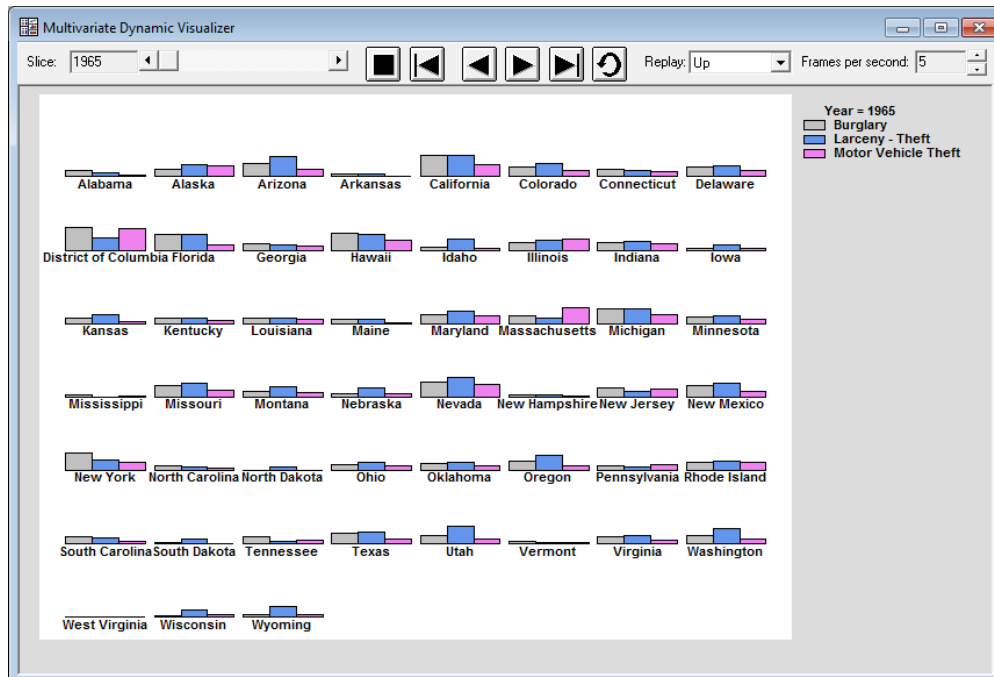 Multivariate Dynamic Visualizer
Slice: 1965 Replay: Up Frames per second: 5
Year = 1965
Burglary
Larceny - Theft
Motor Vehicle Theft
Alabama Alaska Arizona Arkansas California Colorado Connecticut Delaware
District of Columbia Florida Georgia Hawaii Idaho Illinois Indiana Iowa
Kansas Kentucky Louisiana Maine Maryland Massachusetts Michigan Minnesota
Mississippi Missouri Montana Nebraska Nevada New Hampshire New Jersey New Mexico
New York North Carolina North Dakota Ohio Oklahoma Oregon Pennsylvania Rhode Island
South Carolina South Dakota Tennessee Texas Utah Vermont Virginia Washington
West Virginia Wisconsin Wyoming